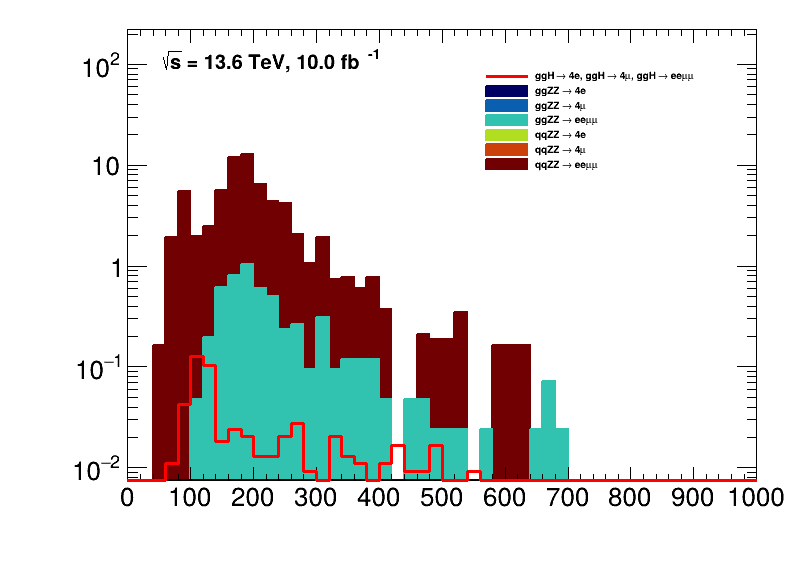 √s = 13.6 TeV, 10.0 fb⁻¹
ggH → 4e, ggH → 4μ, ggH → eeμμ
ggZZ → 4e
ggZZ → 4μ
ggZZ → eeμμ
qqZZ → 4e
qqZZ → 4μ
qqZZ → eeμμ
10²
10
1
10⁻¹
10⁻²
0 100 200 300 400 500 600 700 800 900 1000